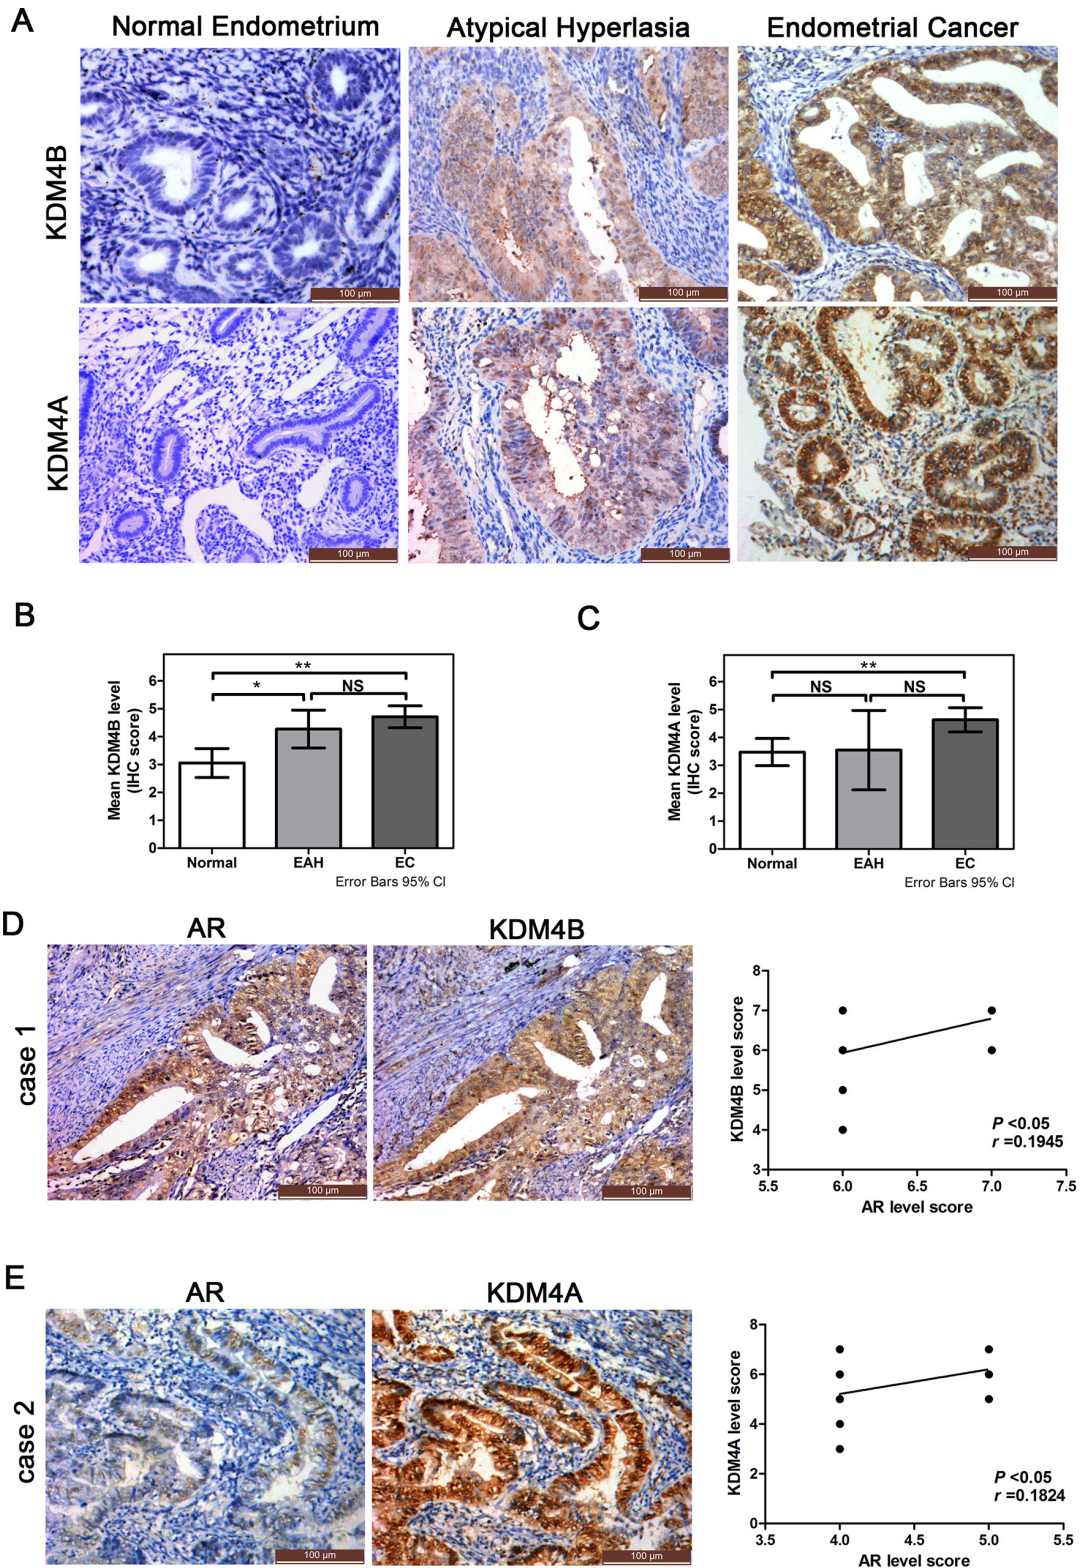 A
Normal Endometrium
Atypical Hyperlasia
Endometrial Cancer
KDM4B
100 µm
100 µm
100 µm
KDM4A
100 µm
100 µm
100 µm
B
Mean KDM4B level
(IHC score)
6
5
4
3
2
1
0
**
*
NS
Normal
EAH
EC
Error Bars 95% CI
C
Mean KDM4A level
(IHC score)
6
5
4
3
2
1
0
**
NS
NS
Normal
EAH
EC
Error Bars 95% CI
D
AR
KDM4B
case 1
100 µm
100 µm
KDM4B level score
8
7
6
5
4
3
5.5
6.0
6.5
7.0
7.5
P <0.05
r =0.1945
AR level score
E
AR
KDM4A
case 2
100 µm
100 µm
KDM4A level score
8
6
4
2
0
3.5
4.0
4.5
5.0
5.5
P <0.05
r =0.1824
AR level score